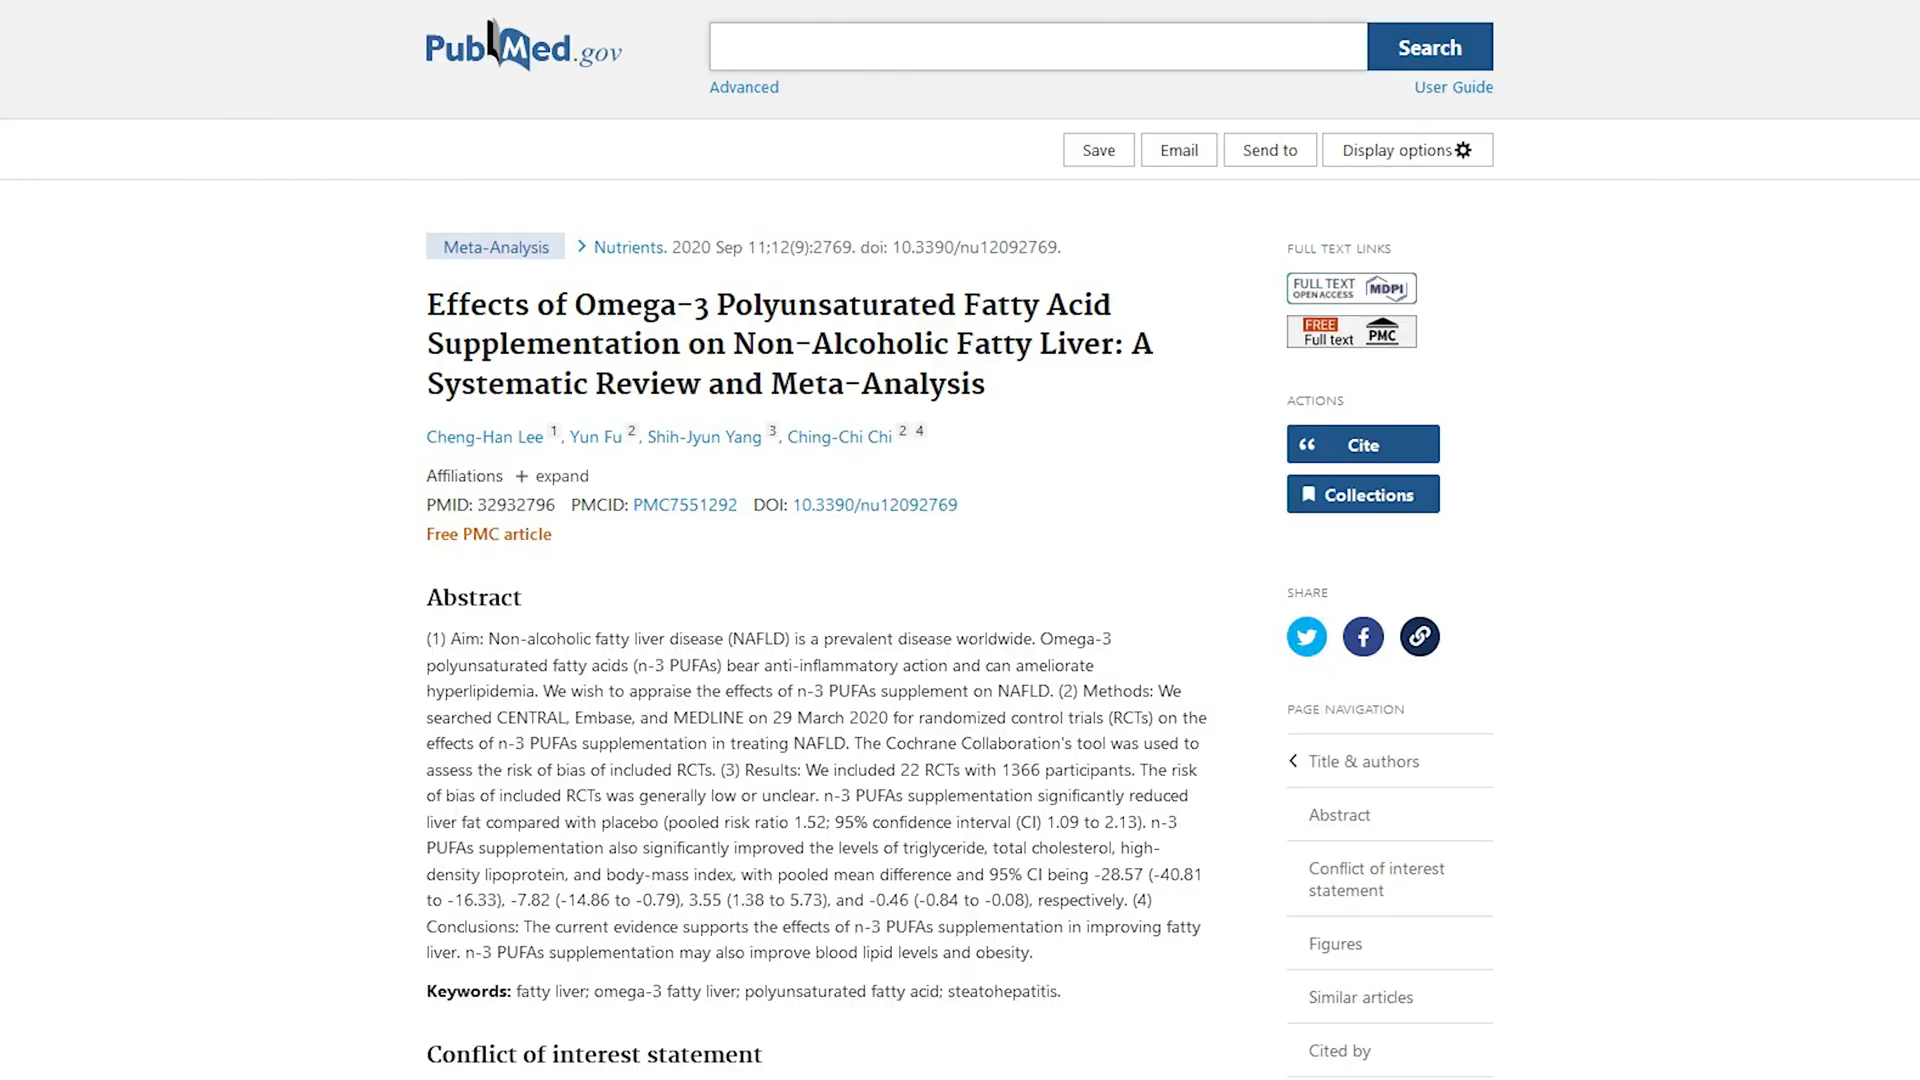 PubMed.gov
Search
Advanced
User Guide
Save
Email
Send to
Display options
Meta-Analysis
Nutrients. 2020 Sep 11;12(9):2769. doi: 10.3390/nu12092769.
Effects of Omega-3 Polyunsaturated Fatty Acid
Supplementation on Non-Alcoholic Fatty Liver: A
Systematic Review and Meta-Analysis
Cheng-Han Lee 1, Yun Fu 2, Shih-Jyun Yang 3, Ching-Chi Chi 2 4
Affiliations + expand
PMID: 32932796 PMCID: PMC7551292 DOI: 10.3390/nu12092769
Free PMC article
Abstract
(1) Aim: Non-alcoholic fatty liver disease (NAFLD) is a prevalent disease worldwide. Omega-3
polyunsaturated fatty acids (n-3 PUFAs) bear anti-inflammatory action and can ameliorate
hyperlipidemia. We wish to appraise the effects of n-3 PUFAs supplement on NAFLD. (2) Methods: We
searched CENTRAL, Embase, and MEDLINE on 29 March 2020 for randomized control trials (RCTs) on the
effects of n-3 PUFAs supplementation in treating NAFLD. The Cochrane Collaboration's tool was used to
assess the risk of bias of included RCTs. (3) Results: We included 22 RCTs with 1366 participants. The risk
of bias of included RCTs was generally low or unclear. n-3 PUFAs supplementation significantly reduced
liver fat compared with placebo (pooled risk ratio 1.52; 95% confidence interval (CI) 1.09 to 2.13). n-3
PUFAs supplementation also significantly improved the levels of triglyceride, total cholesterol, high-
density lipoprotein, and body-mass index, with pooled mean difference and 95% CI being -28.57 (-40.81
to -16.33), -7.82 (-14.86 to -0.79), 3.55 (1.38 to 5.73), and -0.46 (-0.84 to -0.08), respectively. (4)
Conclusions: The current evidence supports the effects of n-3 PUFAs supplementation in improving fatty
liver. n-3 PUFAs supplementation may also improve blood lipid levels and obesity.
Keywords: fatty liver; omega-3 fatty liver; polyunsaturated fatty acid; steatohepatitis.
Conflict of interest statement
FULL TEXT LINKS
FULL TEXT
OPEN ACCESS
MDPI
FREE
Full text
PMC
ACTIONS
Cite
Collections
SHARE
PAGE NAVIGATION
Title & authors
Abstract
Conflict of interest
statement
Figures
Similar articles
Cited by